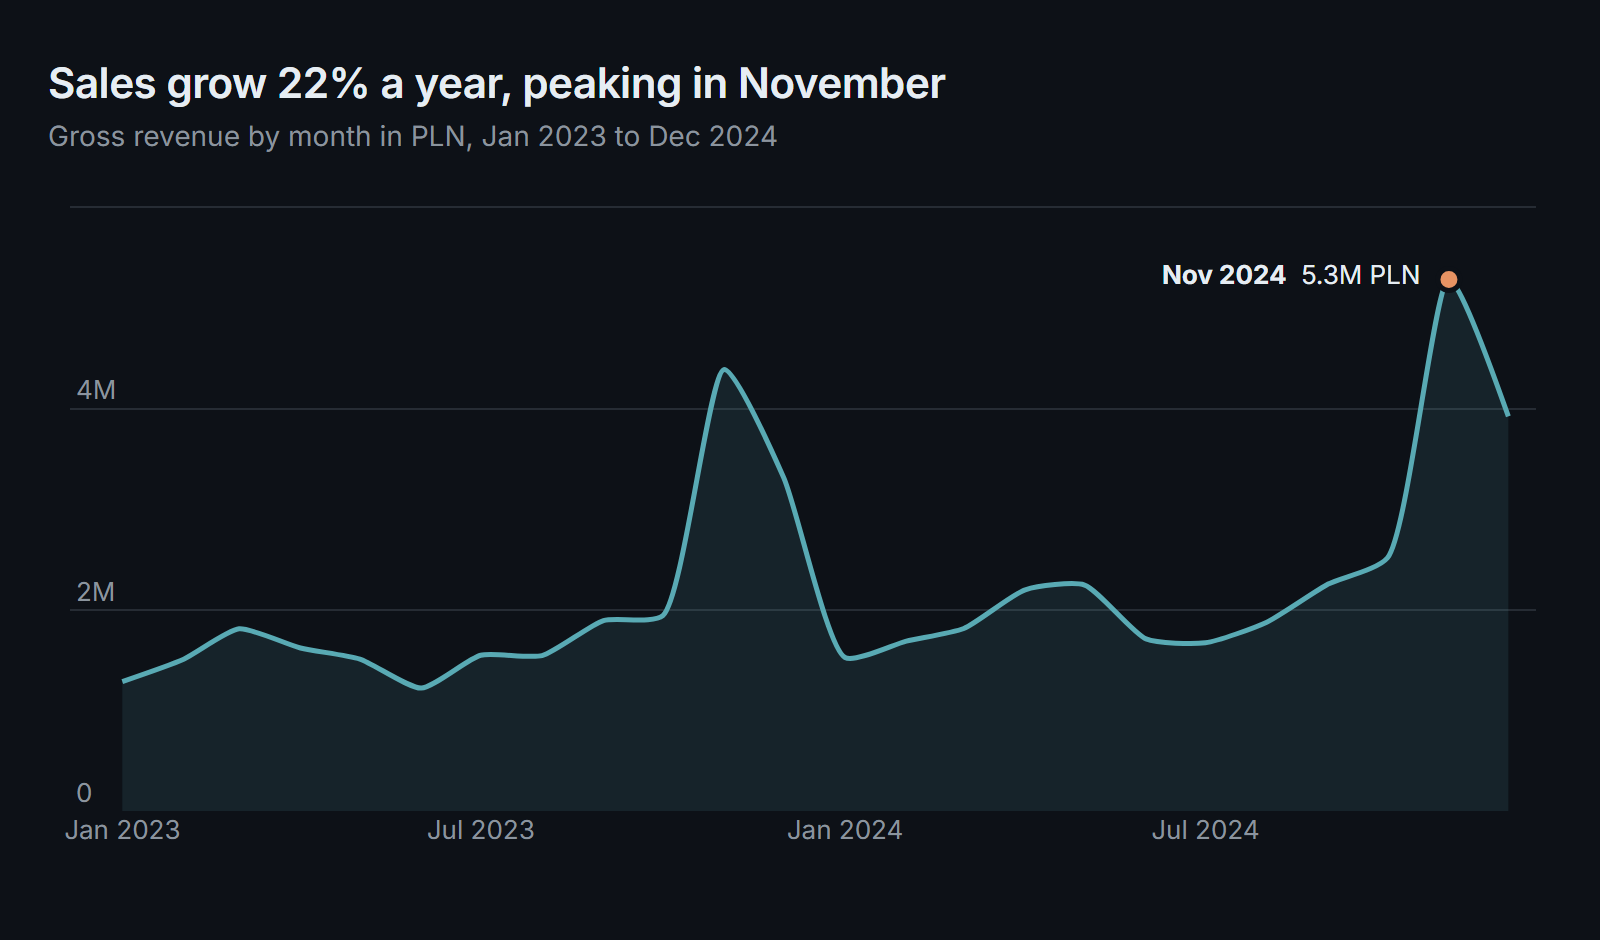 Sales grow 22% a year, peaking in November
Gross revenue by month in PLN, Jan 2023 to Dec 2024
Nov 2024 5.3M PLN
4M
2M
0
Jan 2023 Jul 2023 Jan 2024 Jul 2024